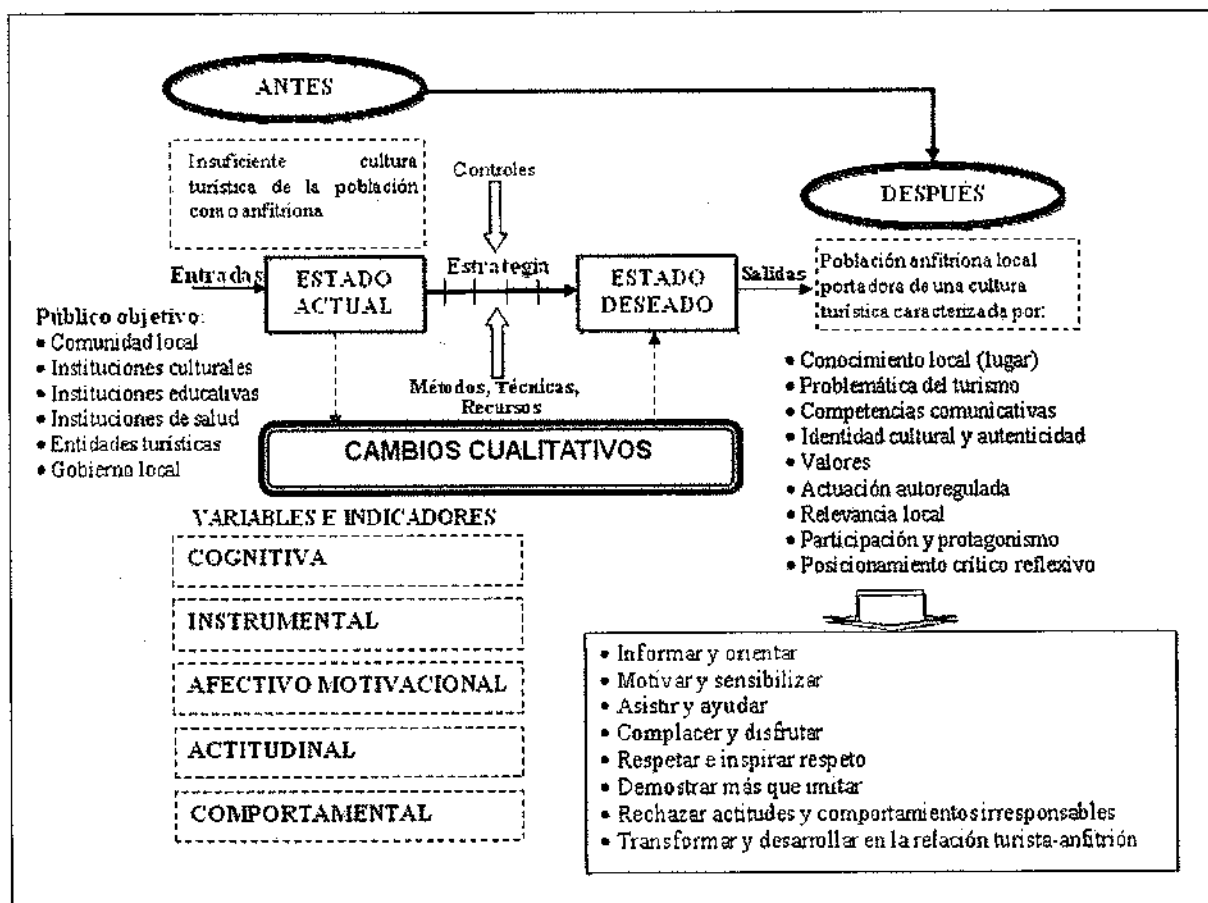 ANTES
Insuficiente cultura
turística de la población
como anfitriona
Controles
DESPUÉS
Entradas
ESTADO
ACTUAL
Estrategia
ESTADO
DESEADO
Salidas
Población anfitriona local
portadora de una cultura
turística caracterizada por:
Público objetivo:
• Comunidad local
• Instituciones culturales
• Instituciones educativas
• Instituciones de salud
• Entidades turísticas
• Gobierno local
Métodos, Técnicas,
Recursos
CAMBIOS CUALITATIVOS
• Conocimiento local (lugar)
• Problemática del turismo
• Competencias comunicativas
• Identidad cultural y autenticidad
• Valores
• Actuación autoregulada
• Relevancia local
• Participación y protagonismo
• Posicionamiento crítico reflexivo
VARIABLES E INDICADORES
COGNITIVA
INSTRUMENTAL
AFECTIVO MOTIVACIONAL
ACTITUDINAL
COMPORTAMENTAL
• Informar y orientar
• Motivar y sensibilizar
• Asistir y ayudar
• Complacer y disfrutar
• Respetar e inspirar respeto
• Demostrar más que imitar
• Rechazar actitudes y comportamientos irresponsables
• Transformar y desarrollar en la relación turista-anfitrión